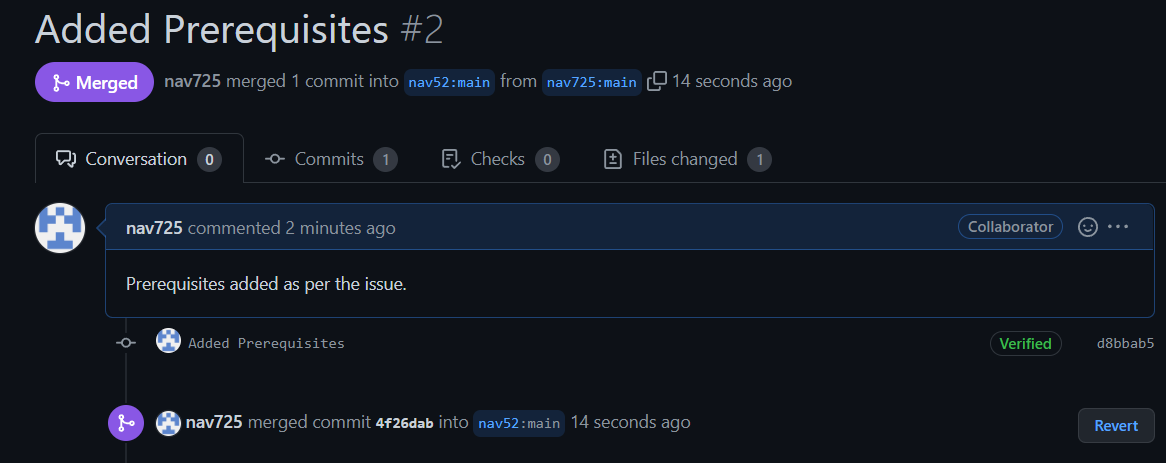 Added Prerequisites #2
Merged nav725 merged 1 commit into nav52:main from nav725:main 14 seconds ago
Conversation 0 Commits 1 Checks 0 Files changed 1
nav725 commented 2 minutes ago Collaborator
Prerequisites added as per the issue.
Added Prerequisites Verified d8bbab5
nav725 merged commit 4f26dab into nav52:main 14 seconds ago Revert